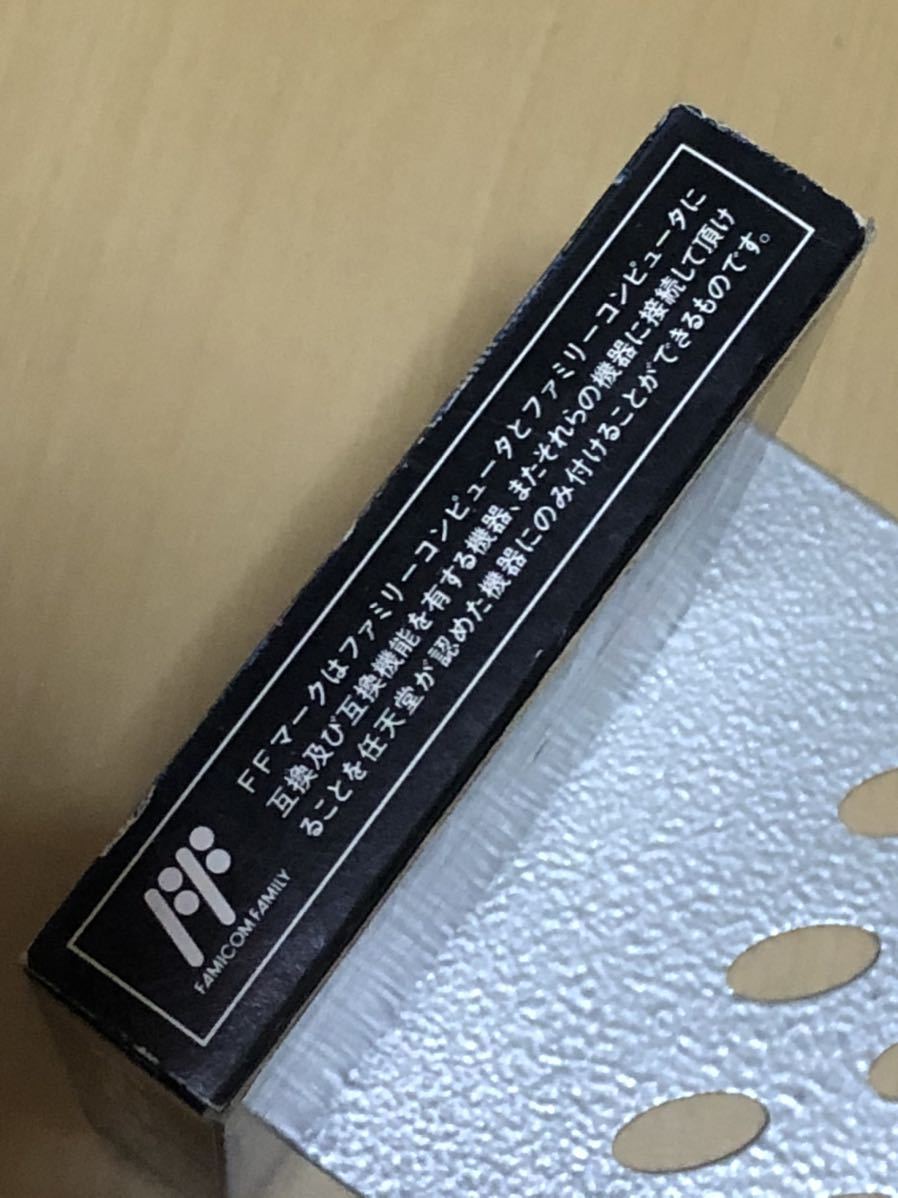 FFマークはファミリーコンピュータとファミリーコンピュータに
互換及び互換機能を有する機器、またそれらの機器に接続して頂け
ることを任天堂が認めた機器にのみ付けることができるものです。
FF
FAMICOM FAMILY